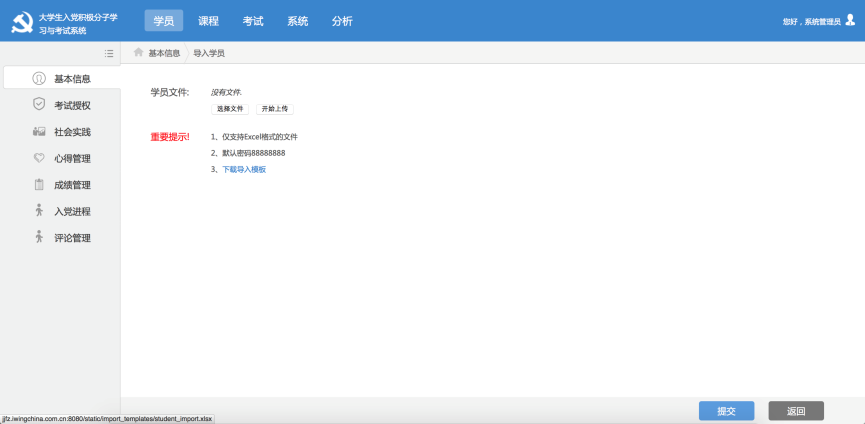 大学生入党积极分子学
习与考试系统
学员 课程 考试 系统 分析
您好，系统管理员
基本信息 导入学员
基本信息
考试授权
社会实践
心得管理
成绩管理
入党进程
评论管理
学员文件: 没有文件.
选择文件 开始上传
重要提示! 1、仅支持Excel格式的文件
2、默认密码88888888
3、下载导入模板
提交 返回
jjfz.lwingchina.com.cn:8080/static/import_templates/student_import.xlsx